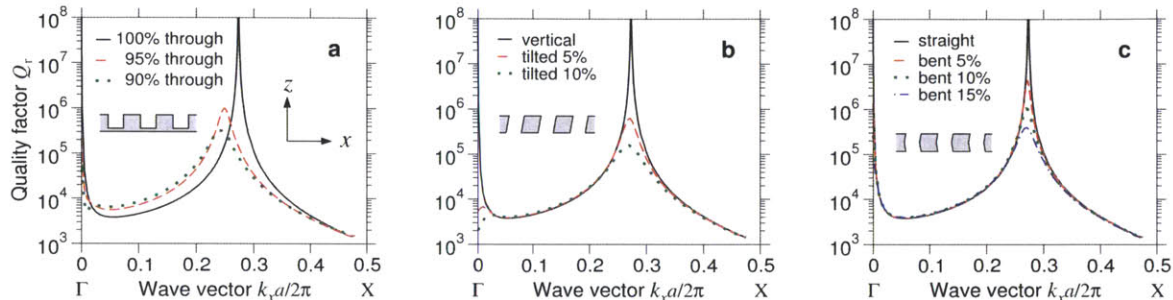 Quality factor Q_r
10^8
10^7
10^6
10^5
10^4
10^3
100% through
95% through
90% through
a
z
x
0
0.1
0.2
0.3
0.4
0.5
Γ
Wave vector k_x a/2π
X
10^8
10^7
10^6
10^5
10^4
10^3
vertical
tilted 5%
tilted 10%
b
0
0.1
0.2
0.3
0.4
0.5
Γ
Wave vector k_x a/2π
X
10^8
10^7
10^6
10^5
10^4
10^3
straight
bent 5%
bent 10%
bent 15%
c
0
0.1
0.2
0.3
0.4
0.5
Γ
Wave vector k_x a/2π
X